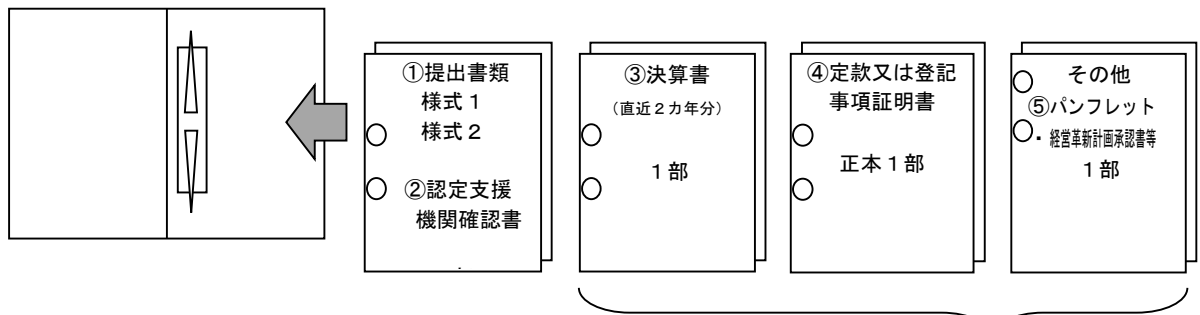 ①提出書類
様式１
様式２
②認定支援
機関確認書
③決算書
（直近２カ年分）
１部
④定款又は登記
事項証明書
正本１部
その他
⑤パンフレット
・経営革新計画承認書等
１部